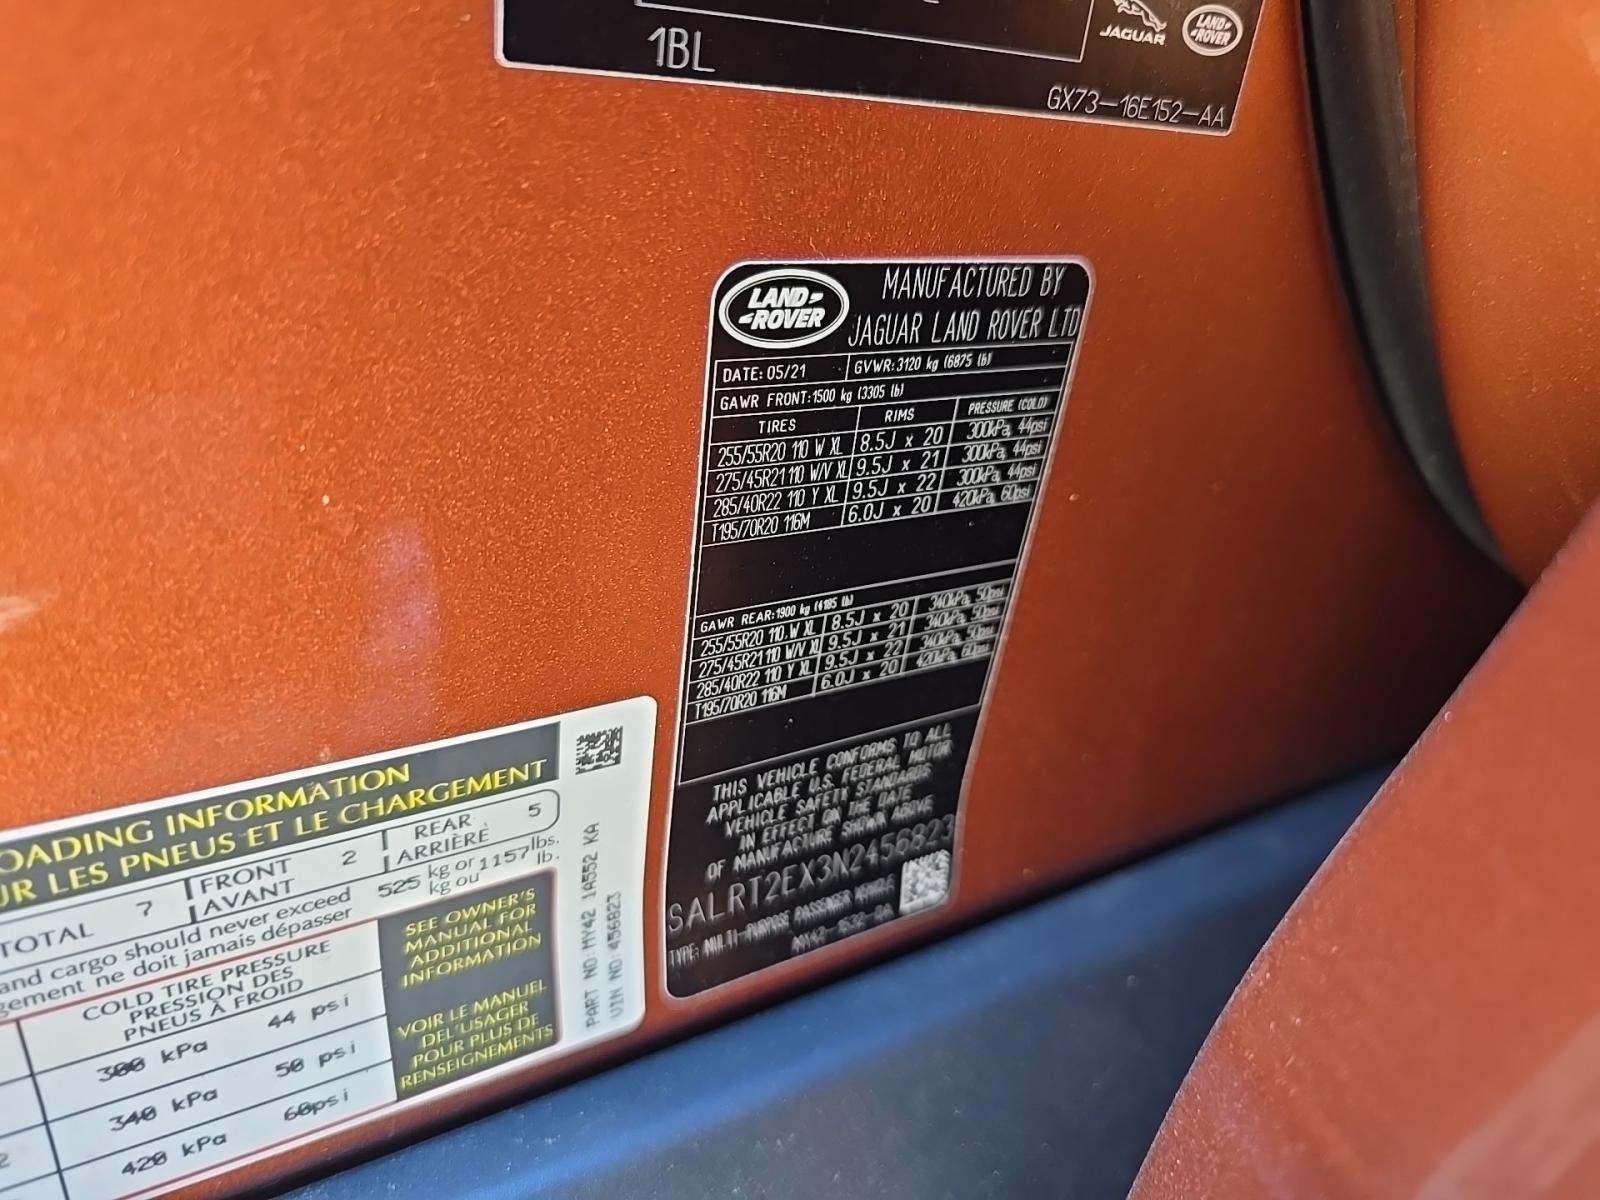 1BL
JAGUAR
LAND ROVER
GX73-16E152-AA
LAND
ROVER
MANUFACTURED BY
JAGUAR LAND ROVER LTD
DATE: 05/21 GVWR: 3120 kg (6875 lb)
GAWR FRONT: 1500 kg (3305 lb)
TIRES RIMS PRESSURE (COLD)
255/55R20 110 W XL 8.5J x 20 300kPa, 44psi
275/45R21 110 W/V XL 9.5J x 21 300kPa, 44psi
285/40R22 110 Y XL 9.5J x 22 300kPa, 44psi
T195/70R20 116M 6.0J x 20 420kPa, 60psi
GAWR REAR: 1900 kg (4185 lb)
255/55R20 110 W XL 8.5J x 20 340kPa, 50psi
275/45R21 110 W/V XL 9.5J x 21 340kPa, 50psi
285/40R22 110 Y XL 9.5J x 22 340kPa, 50psi
T195/70R20 116M 6.0J x 20 420kPa, 60psi
THIS VEHICLE CONFORMS TO ALL
APPLICABLE U.S. FEDERAL MOTOR
VEHICLE SAFETY STANDARDS
IN EFFECT ON THE DATE
OF MANUFACTURE SHOWN ABOVE
SALRT2EX3N2456823
TYPE: MULTI-PURPOSE PASSENGER VEHICLE
OADING INFORMATION
UR LES PNEUS ET LE CHARGEMENT
TOTAL 7 FRONT 2 REAR 5
AVANT ARRIÈRE
and cargo should never exceed 525 kg or 1157 lbs.
gement ne doit jamais dépasser kg ou lb.
COLD TIRE PRESSURE
PRESSION DES
PNEUS À FROID
300 kPa 44 psi
340 kPa 50 psi
2 420 kPa 60psi
SEE OWNER'S
MANUAL FOR
ADDITIONAL
INFORMATION
VOIR LE MANUEL
DEL'USAGER
POUR PLUS DE
RENSEIGNEMENTS
PART NO:MY42 1A552 KA
VIN NO:456823